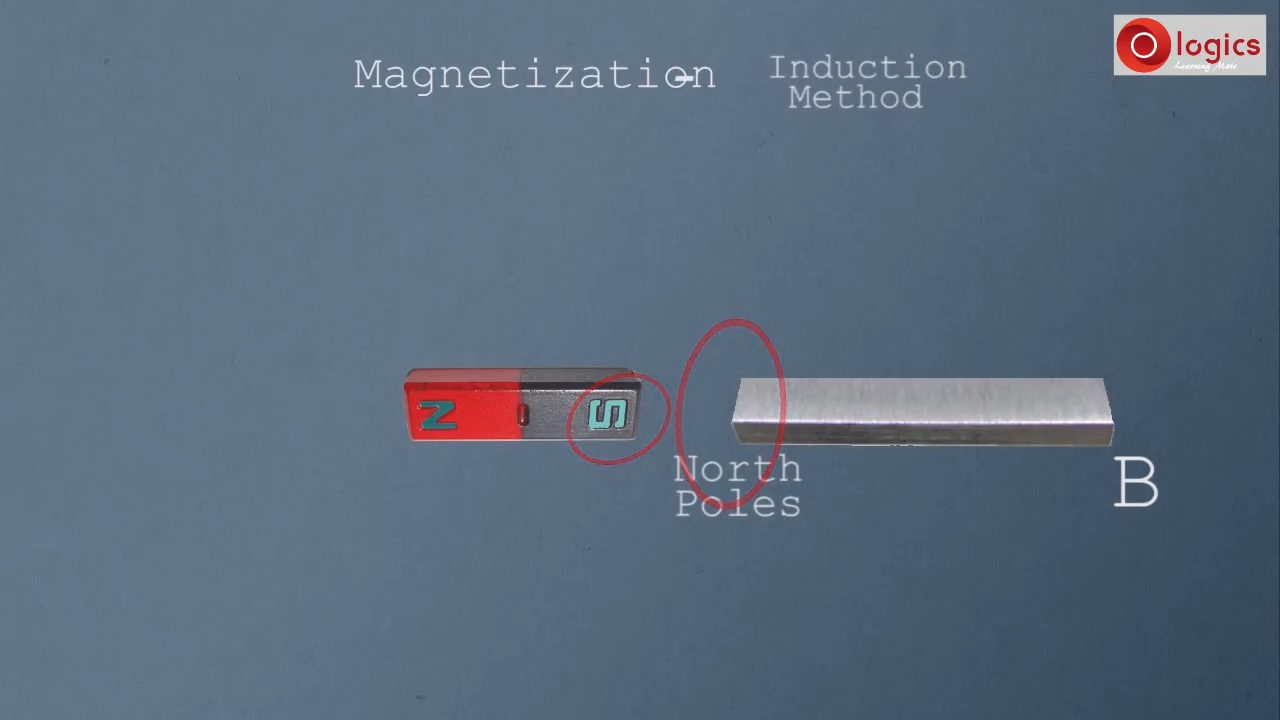 Magnetization -
Induction
Method
logics
Learning Mate
N
S
North
Poles
B